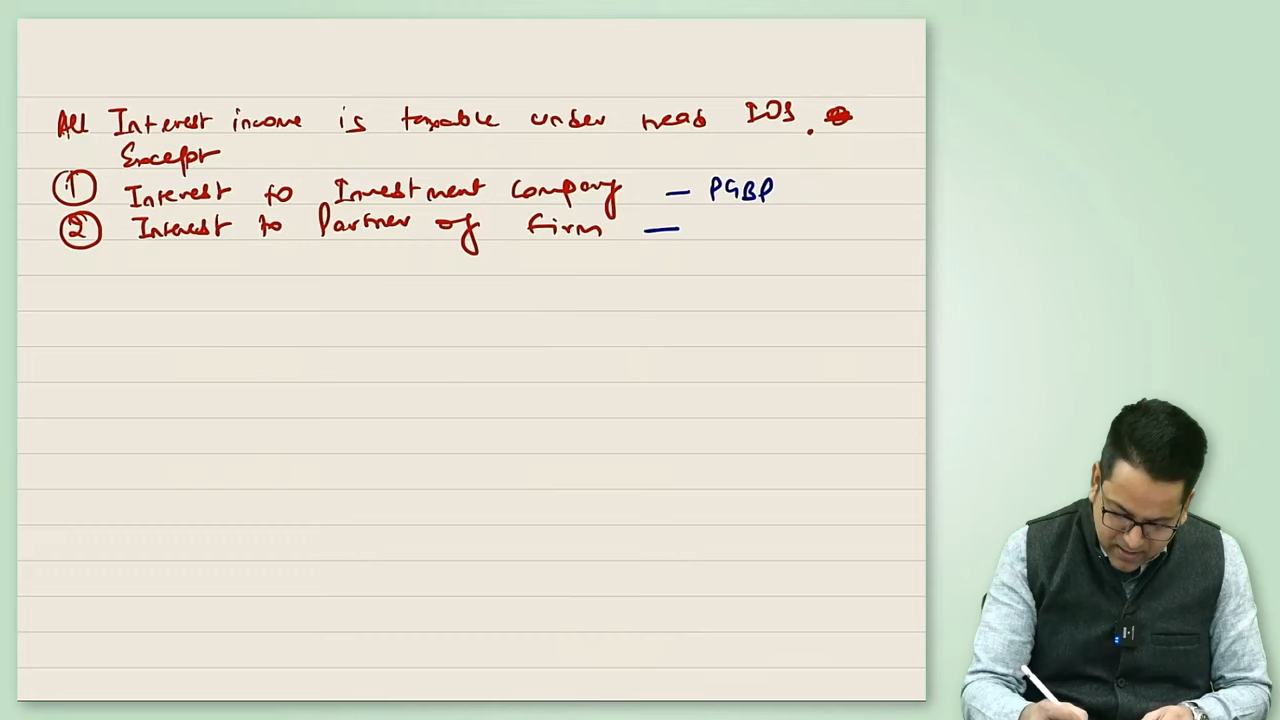 All Interest income is taxable under head IOS.
Except
① Interest to Investment Company — PGBP
② Interest to Partner of firm —